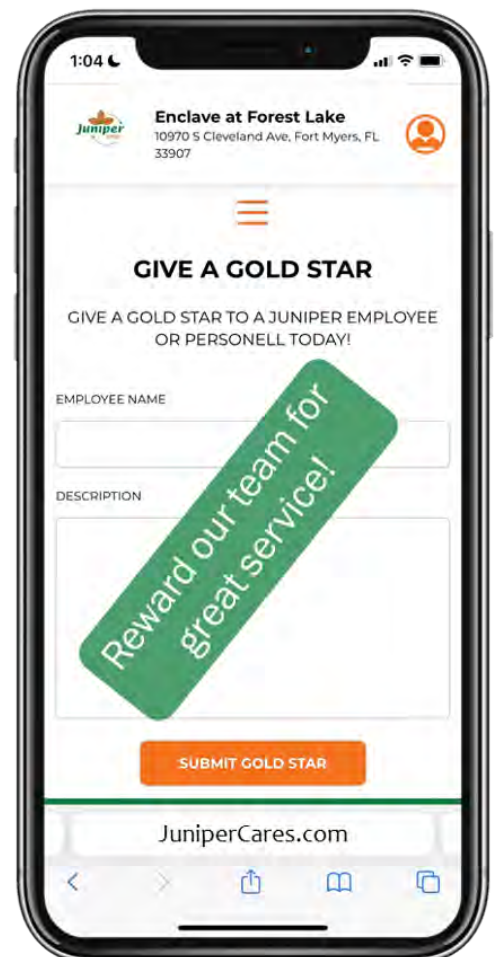 1:04
Juniper
Enclave at Forest Lake
10970 S Cleveland Ave, Fort Myers, FL
33907
GIVE A GOLD STAR
GIVE A GOLD STAR TO A JUNIPER EMPLOYEE
OR PERSONELL TODAY!
EMPLOYEE NAME
DESCRIPTION
Reward our team for
great service!
SUBMIT GOLD STAR
JuniperCares.com